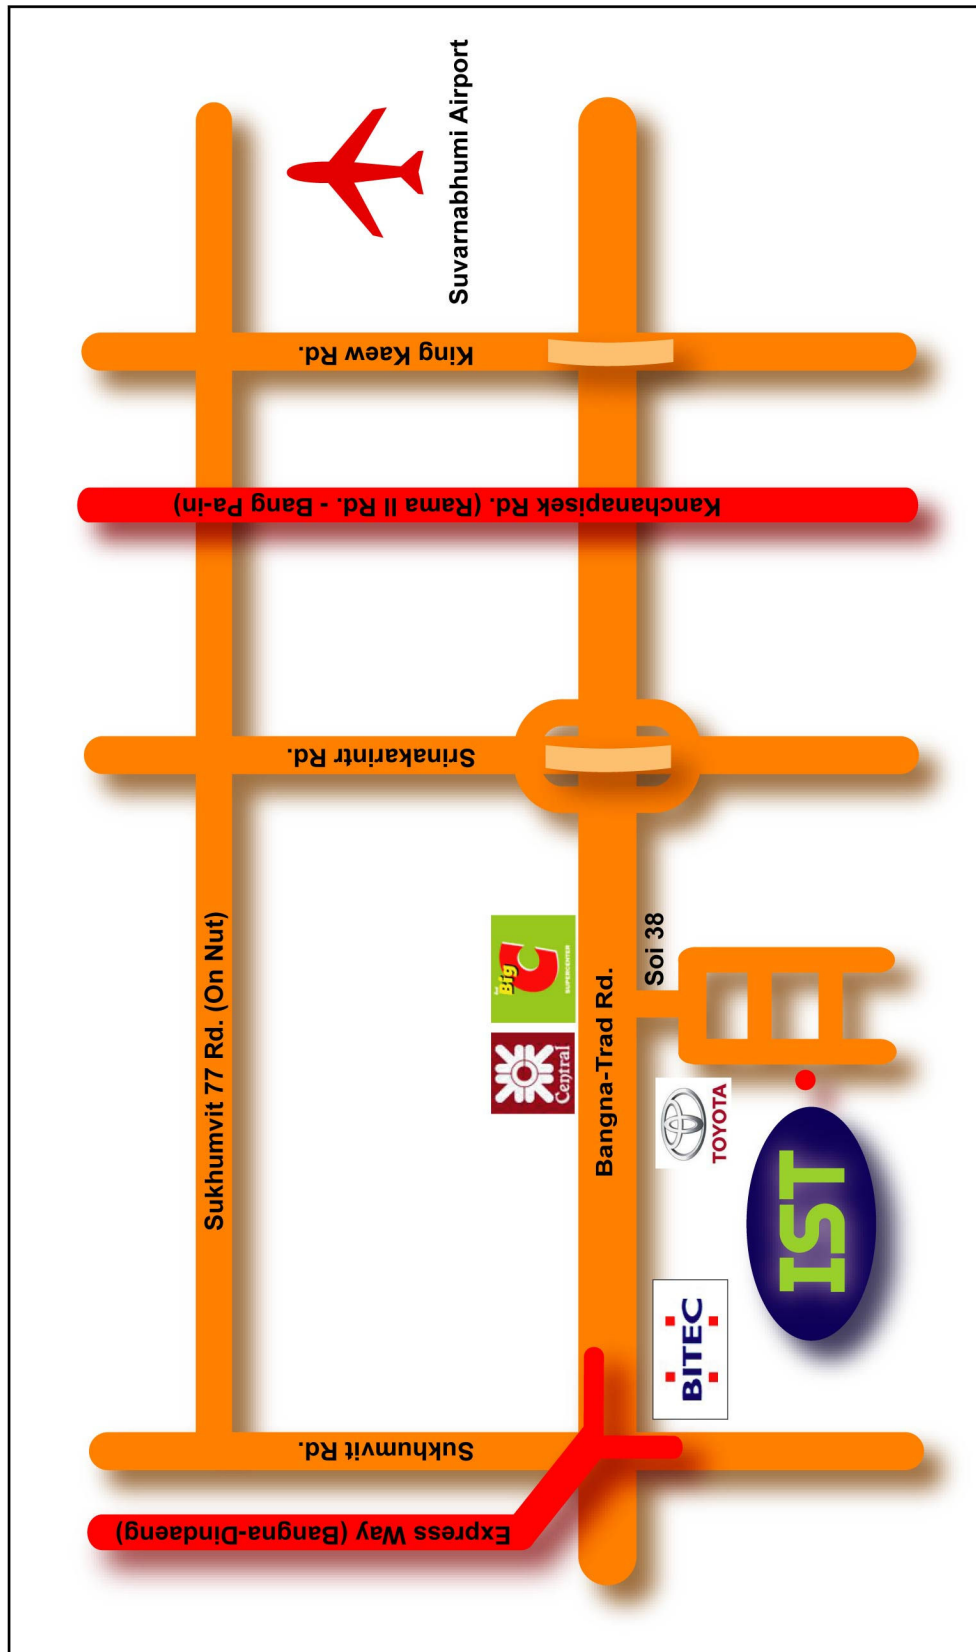 Express Way (Bangna-Dindaeng)
Sukhumvit Rd.
Sukhumvit 77 Rd. (On Nut)
Srinakarintr Rd.
Kanchanapisek Rd. (Rama II Rd. - Bang Pa-in)
King Kaew Rd.
Suvarnabhumi Airport
Central
Big
C
SUPERCENTER
Bangna-Trad Rd.
Soi 38
BITEC
TOYOTA
IST